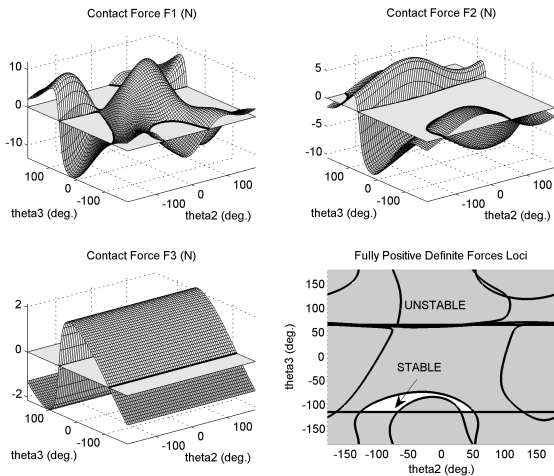 Contact Force F1 (N)
10
0
-10
100
0
-100
theta3 (deg.)
-100
0
100
theta2 (deg.)
Contact Force F2 (N)
5
0
-5
-10
100
0
-100
theta3 (deg.)
-100
0
100
theta2 (deg.)
Contact Force F3 (N)
2
0
-2
100
0
-100
theta3 (deg.)
-100
0
100
theta2 (deg.)
Fully Positive Definite Forces Loci
150
100
50
0
-50
-100
-150
theta3 (deg.)
UNSTABLE
STABLE
-150 -100 -50 0 50 100 150
theta2 (deg.)